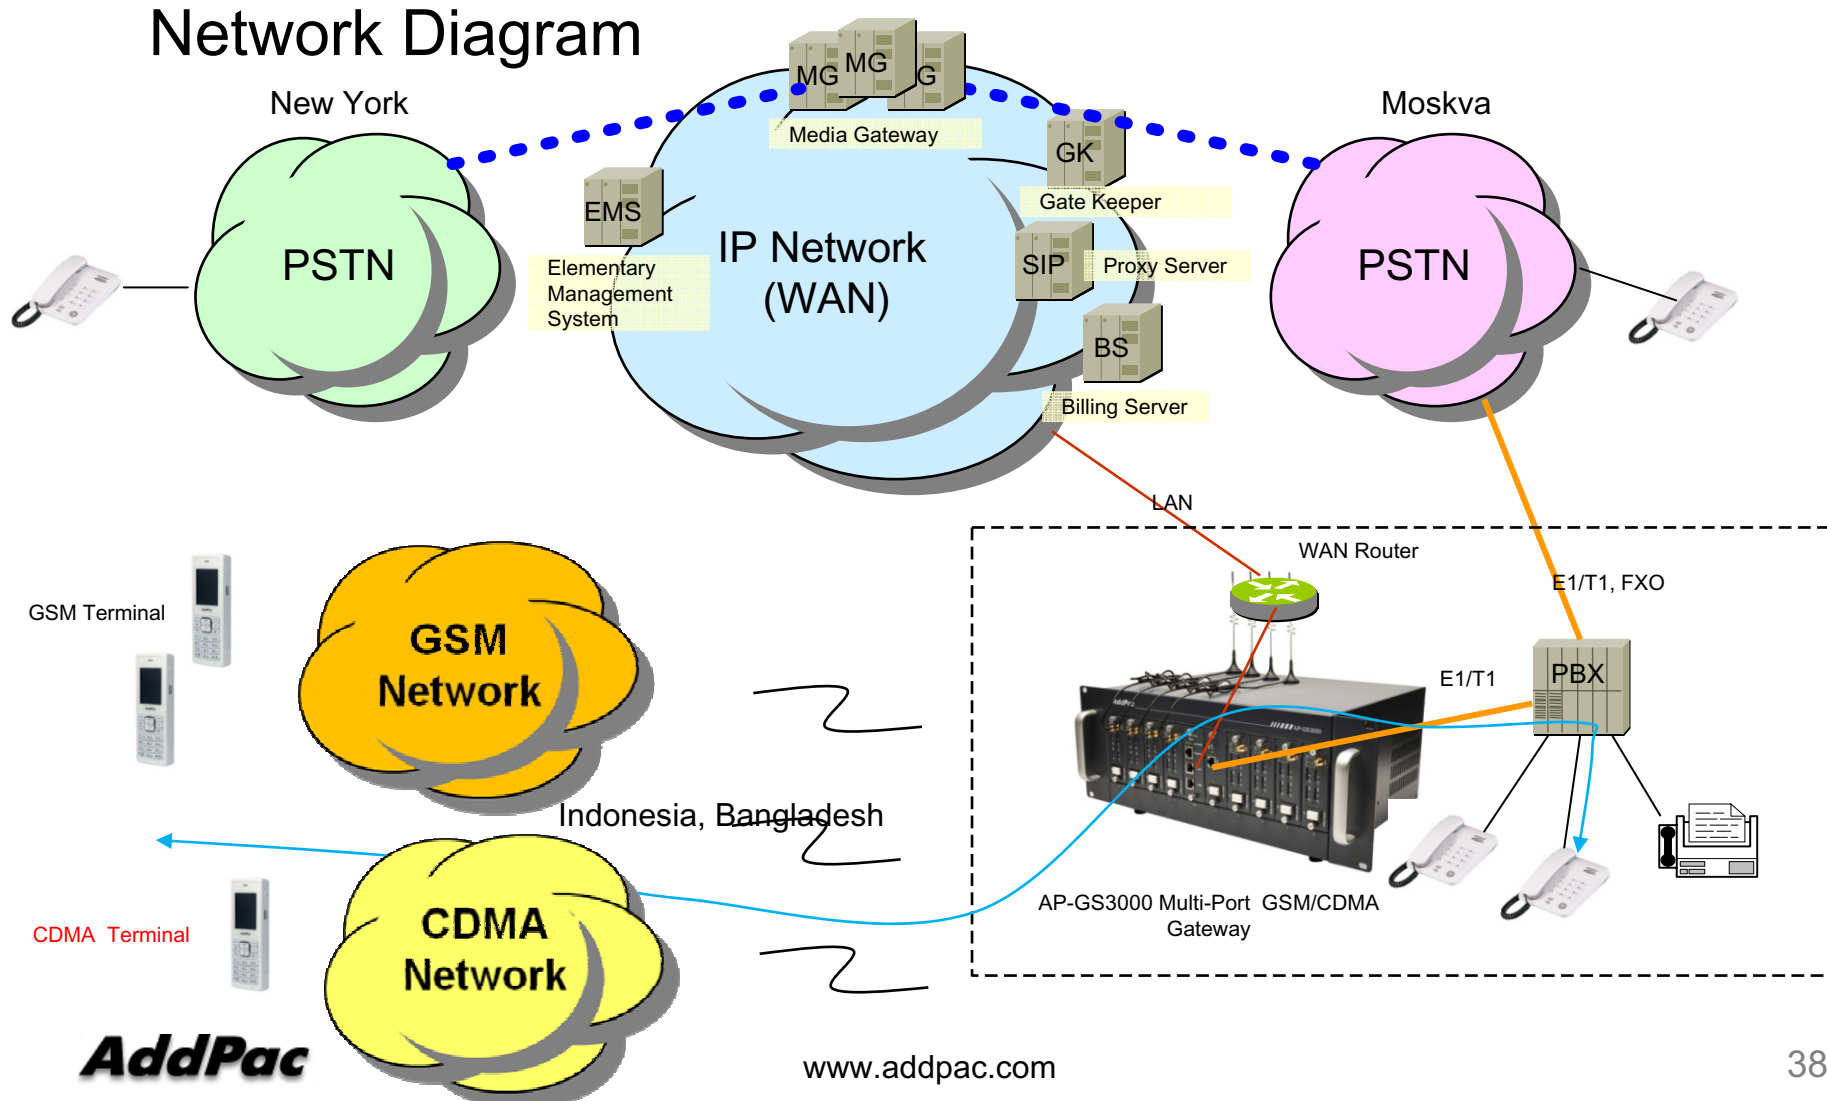 Network Diagram
New York
MG
MG
G
Media Gateway
Moskva
GK
Gate Keeper
EMS
Elementary
Management
System
PSTN
IP Network
(WAN)
SIP
Proxy Server
PSTN
BS
Billing Server
LAN
WAN Router
E1/T1, FXO
GSM Terminal
GSM
Network
E1/T1
PBX
AddPac
AP-GS3000
Indonesia, Bangladesh
AP-GS3000 Multi-Port GSM/CDMA
Gateway
CDMA Terminal
CDMA
Network
AddPac
www.addpac.com
38